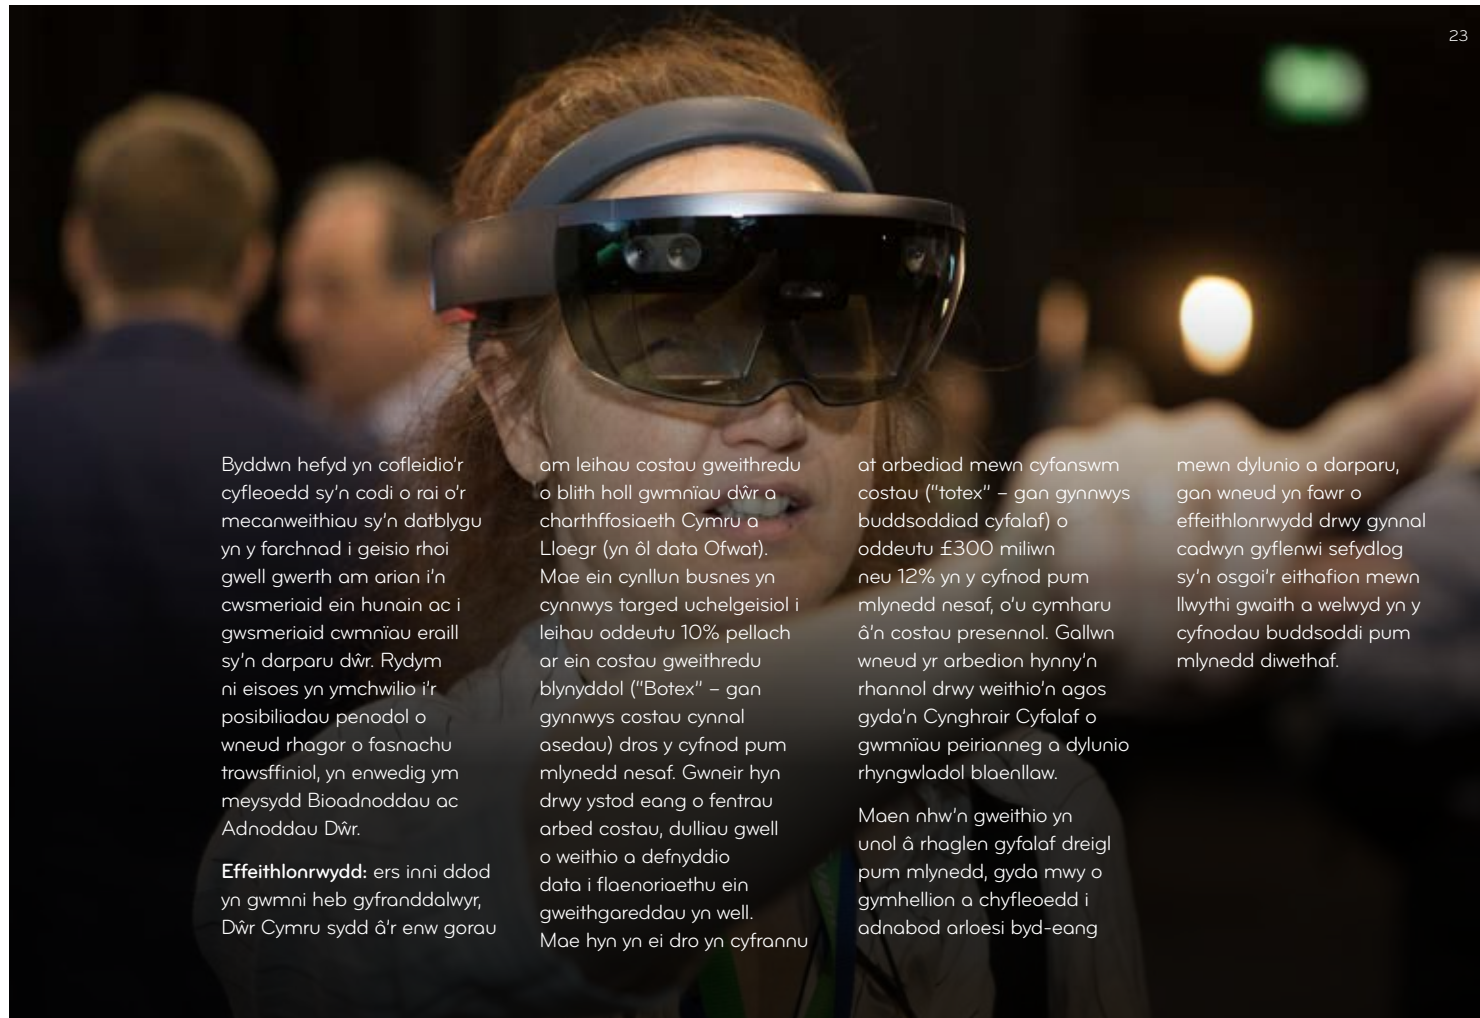 23
Byddwn hefyd yn cofleidio'r
cyfleoedd sy'n codi o rai o'r
mecanweithiau sy'n datblygu
yn y farchnad i geisio rhoi
gwell gwerth am arian i'n
cwsmeriaid ein hunain ac i
gwsmeriaid cwmnïau eraill
sy'n darparu dŵr. Rydym
ni eisoes yn ymchwilio i'r
posibiliadau penodol o
wneud rhagor o fasnachu
trawsffiniol, yn enwedig ym
meysydd Bioadnoddau ac
Adnoddau Dŵr.
Effeithlonrwydd: ers inni ddod
yn gwmni heb gyfranddalwyr,
Dŵr Cymru sydd â'r enw gorau
am leihau costau gweithredu
o blith holl gwmnïau dŵr a
charthffosiaeth Cymru a
Lloegr (yn ôl data Ofwat).
Mae ein cynllun busnes yn
cynnwys targed uchelgeisiol i
leihau oddeutu 10% pellach
ar ein costau gweithredu
blynyddol ("Botex" – gan
gynnwys costau cynnal
asedau) dros y cyfnod pum
mlynedd nesaf. Gwneir hyn
drwy ystod eang o fentrau
arbed costau, dulliau gwell
o weithio a defnyddio
data i flaenoriaethu ein
gweithgareddau yn well.
Mae hyn yn ei dro yn cyfrannu
at arbediad mewn cyfanswm
costau ("totex" – gan gynnwys
buddsoddiad cyfalaf) o
oddeutu £300 miliwn
neu 12% yn y cyfnod pum
mlynedd nesaf, o'u cymharu
â'n costau presennol. Gallwn
wneud yr arbedion hynny'n
rhannol drwy weithio'n agos
gyda'n Cynghrair Cyfalaf o
gwmnïau peirianneg a dylunio
rhyngwladol blaenllaw.
Maen nhw'n gweithio yn
unol â rhaglen gyfalaf dreigl
pum mlynedd, gyda mwy o
gymhellion a chyfleoedd i
adnabod arloesi byd-eang
mewn dylunio a darparu,
gan wneud yn fawr o
effeithlonrwydd drwy gynnal
cadwyn gyflenwi sefydlog
sy'n osgoi'r eithafion mewn
llwythi gwaith a welwyd yn y
cyfnodau buddsoddi pum
mlynedd diwethaf.